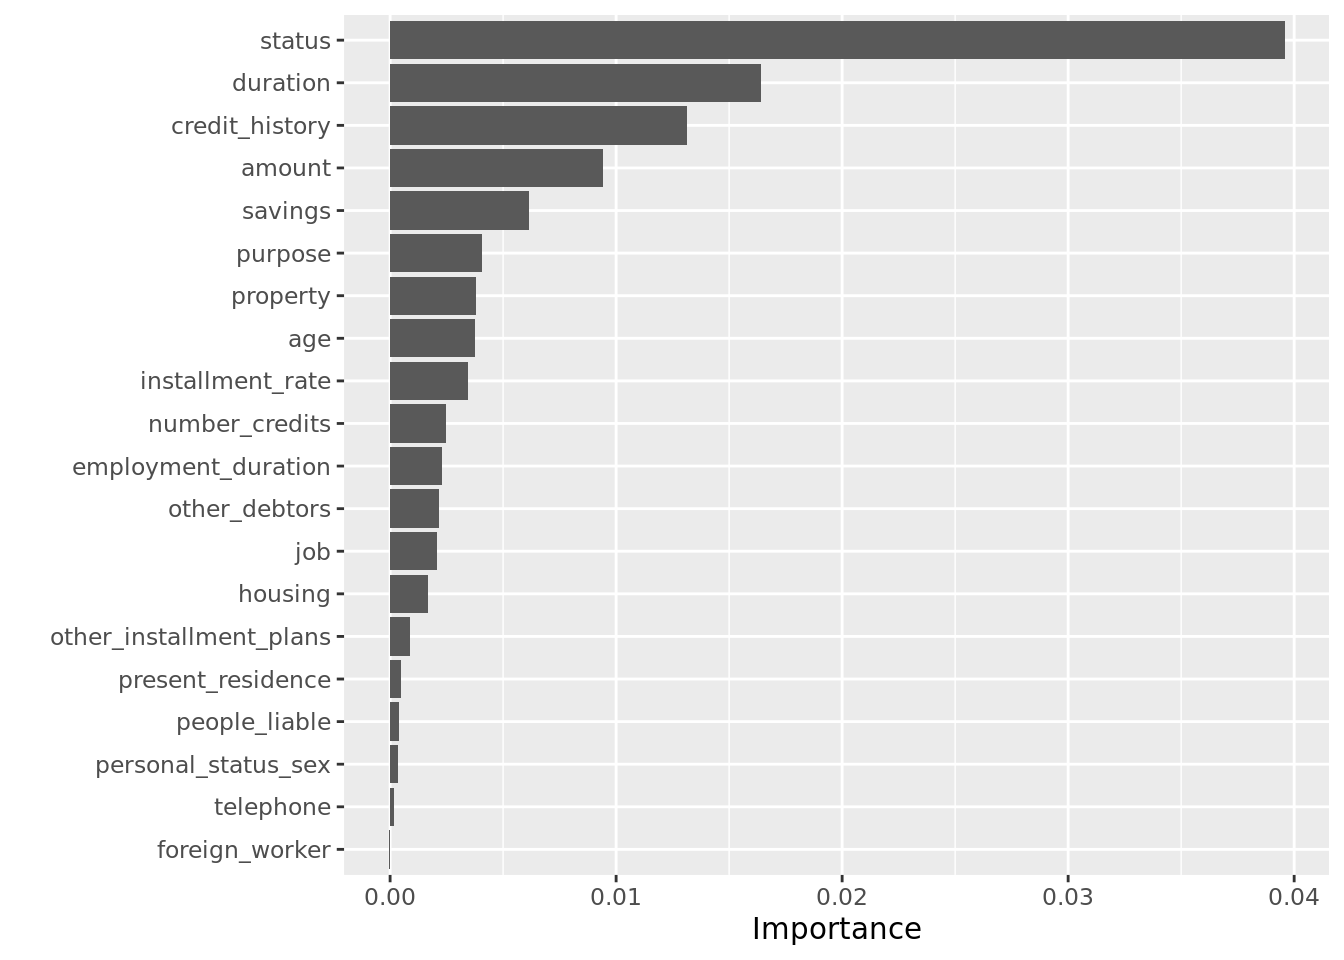 status
duration
credit_history
amount
savings
purpose
property
age
installment_rate
number_credits
employment_duration
other_debtors
job
housing
other_installment_plans
present_residence
people_liable
personal_status_sex
telephone
foreign_worker
0.00 0.01 0.02 0.03 0.04
Importance